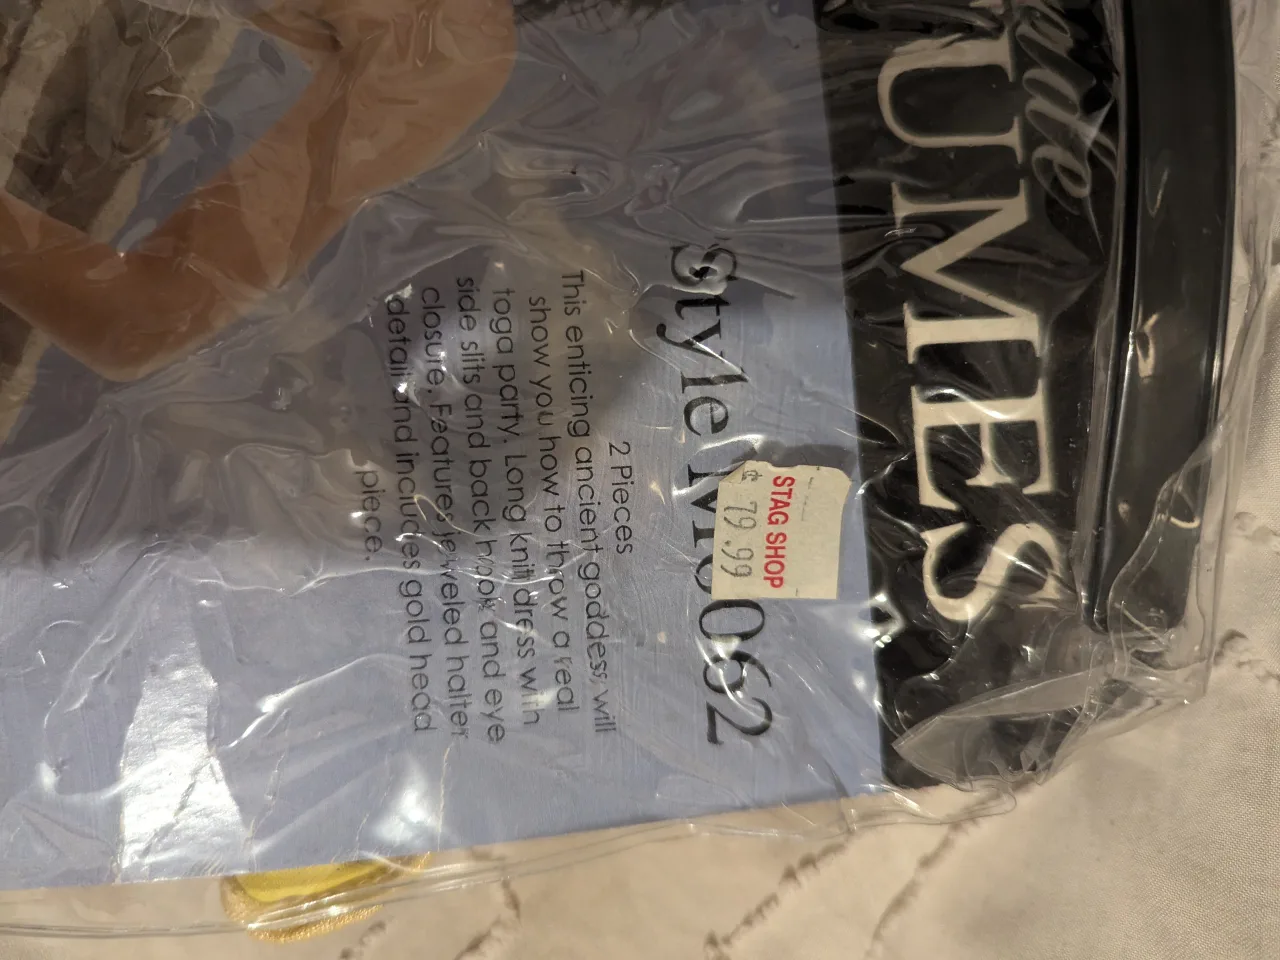 UMES
STAG SHOP
79.99
Style M6062
2 Pieces
This enticing ancient goddess will
show you how to throw a real
toga party. Long knit dress with
side slits and back hook and eye
closure. Features jeweled halter
detail and includes gold head
piece.